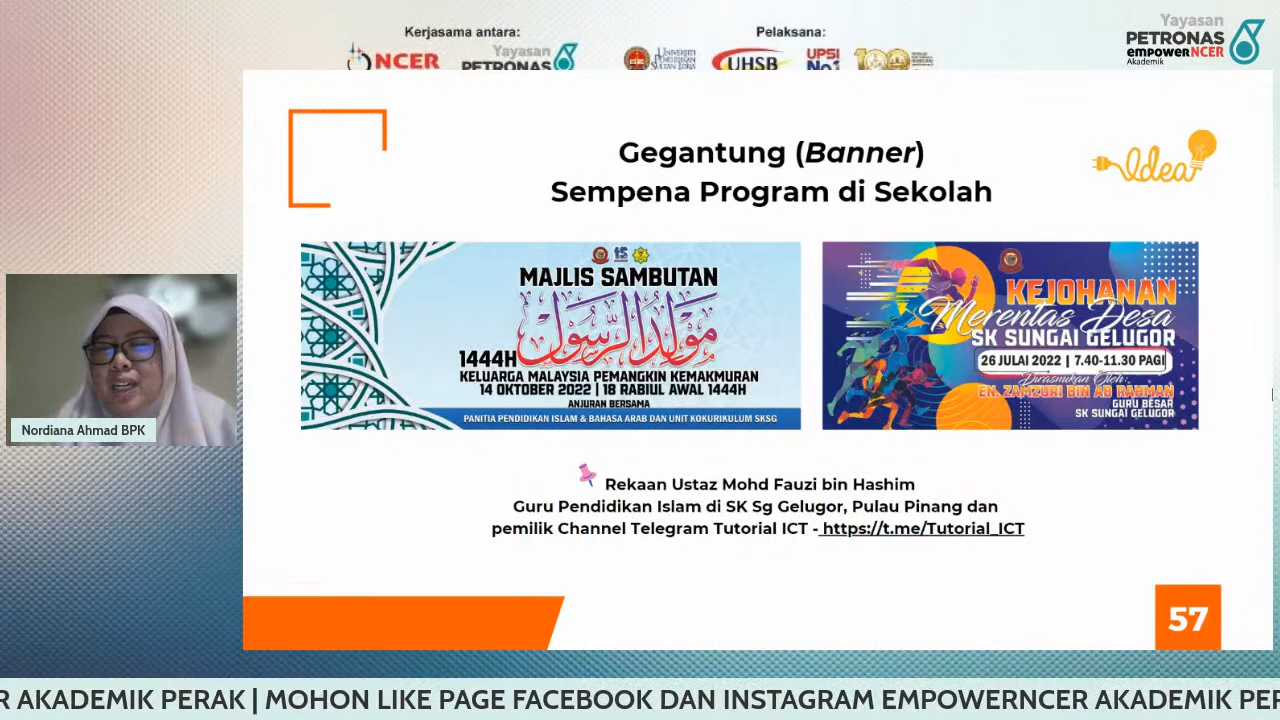 Kerjasama antara:
Pelaksana:
NCER
Yayasan
PETRONAS
UNIVERSITI
PENDIDIKAN
SULTAN IDRIS
UHSB
UPSI
No1
100
Yayasan
PETRONAS
empowerNCER
Akademik
Gegantung (Banner)
Sempena Program di Sekolah
Idea
MAJLIS SAMBUTAN
مولد الرسول
1444H
KELUARGA MALAYSIA PEMANGKIN KEMAKMURAN
14 OKTOBER 2022 | 18 RABIUL AWAL 1444H
ANJURAN BERSAMA
PANITIA PENDIDIKAN ISLAM & BAHASA ARAB DAN UNIT KOKURIKULUM SKSG
KEJOHANAN
Merentas Desa
SK SUNGAI GELUGOR
26 JULAI 2022 | 7.40-11.30 PAGI
Dirasmikan Oleh:
EN. ZAMZURI BIN AB RAHMAN
GURU BESAR
SK SUNGAI GELUGOR
Nordiana Ahmad BPK
Rekaan Ustaz Mohd Fauzi bin Hashim
Guru Pendidikan Islam di SK Sg Gelugor, Pulau Pinang dan
pemilik Channel Telegram Tutorial ICT - https://t.me/Tutorial_ICT
57
R AKADEMIK PERAK | MOHON LIKE PAGE FACEBOOK DAN INSTAGRAM EMPOWERNCER AKADEMIK PER